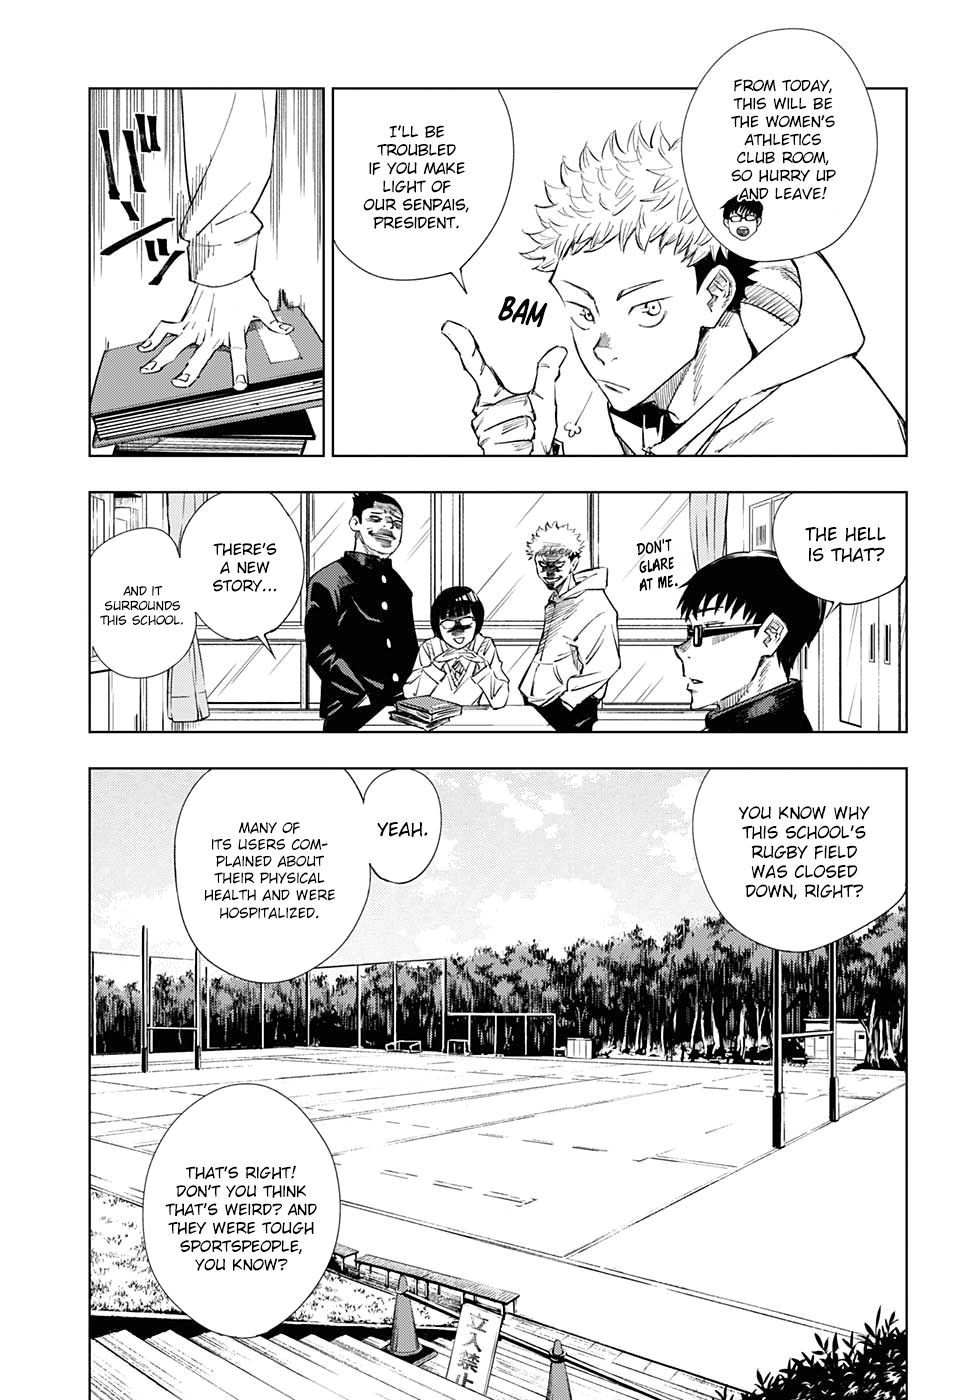 FROM TODAY,
THIS WILL BE
THE WOMEN'S
ATHLETICS
CLUB ROOM,
SO HURRY UP
AND LEAVE!
I'LL BE
TROUBLED
IF YOU MAKE
LIGHT OF
OUR SENPAIS,
PRESIDENT.
BAM
THE HELL
IS THAT?
DON'T
GLARE
AT ME.
THERE'S
A NEW
STORY...
AND IT
SURROUNDS
THIS SCHOOL.
YOU KNOW WHY
THIS SCHOOL'S
RUGBY FIELD
WAS CLOSED
DOWN, RIGHT?
YEAH.
MANY OF
ITS USERS COM-
PLAINED ABOUT
THEIR PHYSICAL
HEALTH AND WERE
HOSPITALIZED.
THAT'S RIGHT!
DON'T YOU THINK
THAT'S WEIRD? AND
THEY WERE TOUGH
SPORTSPEOPLE,
YOU KNOW?
立入禁止